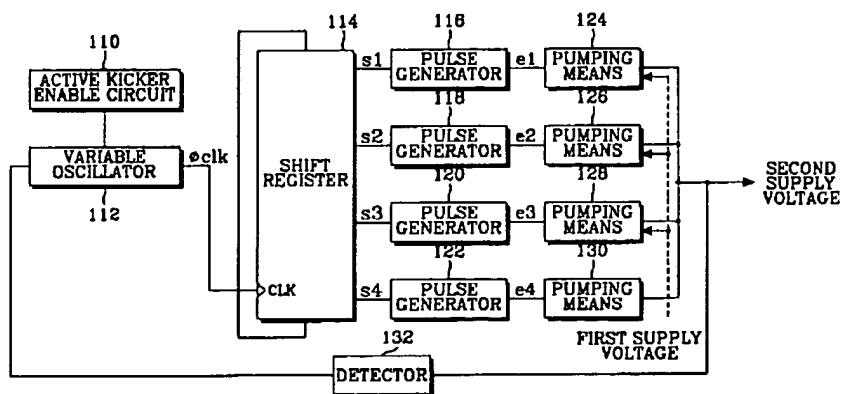 110
ACTIVE KICKER
ENABLE CIRCUIT
VARIABLE
OSCILLATOR
112
øclk
114
SHIFT
REGISTER
CLK
s1
116
PULSE
GENERATOR
e1
124
PUMPING
MEANS
s2
118
PULSE
GENERATOR
e2
126
PUMPING
MEANS
s3
120
PULSE
GENERATOR
e3
128
PUMPING
MEANS
s4
122
PULSE
GENERATOR
e4
130
PUMPING
MEANS
SECOND
SUPPLY
VOLTAGE
FIRST SUPPLY
VOLTAGE
132
DETECTOR